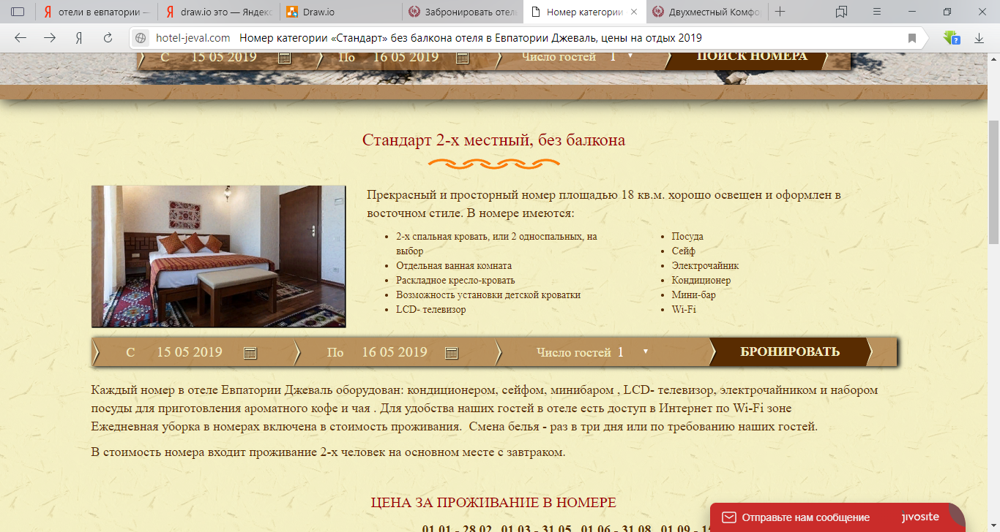 отели в евпатории —
draw.io это — Яндекс
Draw.io
Забронировать отель
Номер категории
Двухместный Комфо
hotel-jeval.com Номер категории «Стандарт» без балкона отеля в Евпатории Джеваль, цены на отдых 2019
С 15 05 2019 По 16 05 2019 Число гостей 1 ПОИСК НОМЕРА
Стандарт 2-х местный, без балкона
Прекрасный и просторный номер площадью 18 кв.м. хорошо освещен и оформлен в
восточном стиле. В номере имеются:
2-х спальная кровать, или 2 односпальных, на
выбор
Отдельная ванная комната
Раскладное кресло-кровать
Возможность установки детской кроватки
LCD- телевизор
Посуда
Сейф
Электрочайник
Кондиционер
Мини-бар
Wi-Fi
С 15 05 2019 По 16 05 2019 Число гостей 1 БРОНИРОВАТЬ
Каждый номер в отеле Евпатории Джеваль оборудован: кондиционером, сейфом, минибаром , LCD- телевизор, электрочайником и набором
посуды для приготовления ароматного кофе и чая . Для удобства наших гостей в отеле есть доступ в Интернет по Wi-Fi зоне
Ежедневная уборка в номерах включена в стоимость проживания. Смена белья - раз в три дня или по требованию наших гостей.
В стоимость номера входит проживание 2-х человек на основном месте с завтраком.
ЦЕНА ЗА ПРОЖИВАНИЕ В НОМЕРЕ
01.01 - 28.02 01.03 - 31.05 01.06 - 31.08 01.09 - 15
Отправьте нам сообщение jivosite